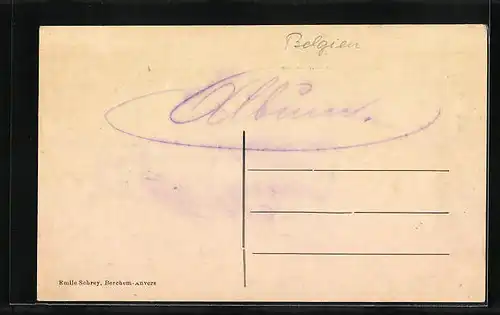 Belgien
Album.
Emile Schrey, Berchem-Anvers